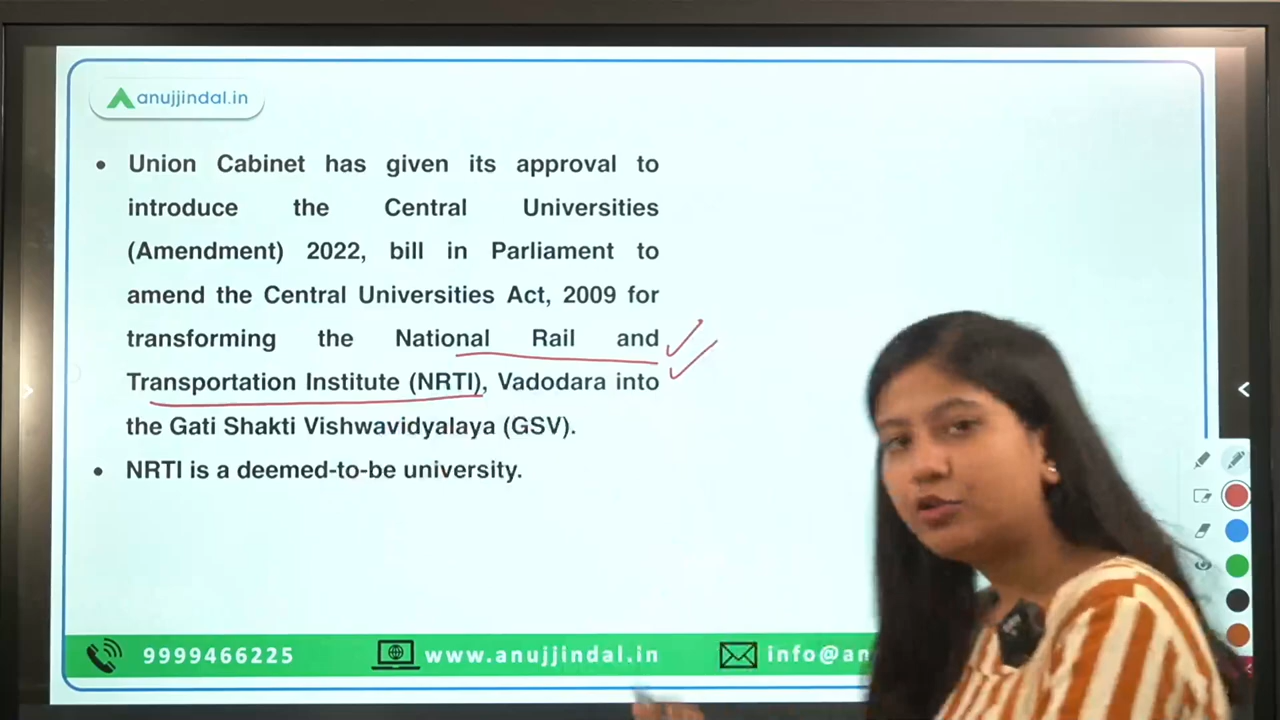 anujjindal.in
• Union Cabinet has given its approval to
introduce the Central Universities
(Amendment) 2022, bill in Parliament to
amend the Central Universities Act, 2009 for
transforming the National Rail and
Transportation Institute (NRTI), Vadodara into
the Gati Shakti Vishwavidyalaya (GSV).
• NRTI is a deemed-to-be university.
9999466225 www.anujjindal.in info@an